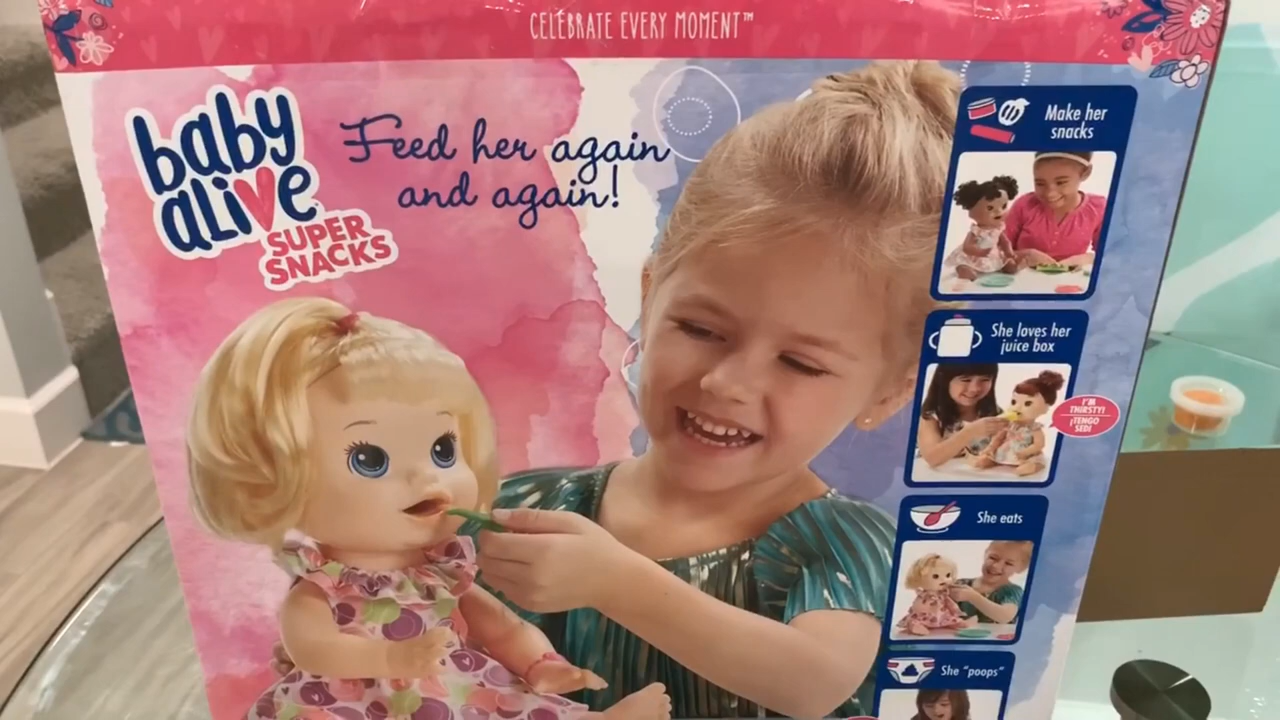 CELEBRATE EVERY MOMENT™
baby
alive
SUPER
SNACKS
Feed her again
and again!
Make her
snacks
She loves her
juice box
I'M
THIRSTY!
¡TENGO
SED!
She eats
She "poops"